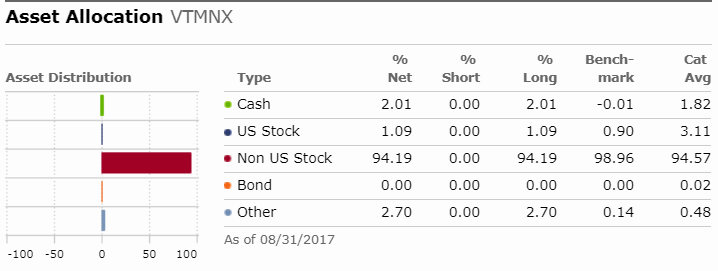 Asset Allocation VTMNX
% % % Bench- Cat
Asset Distribution Type Net Short Long mark Avg
Cash 2.01 0.00 2.01 -0.01 1.82
US Stock 1.09 0.00 1.09 0.90 3.11
Non US Stock 94.19 0.00 94.19 98.96 94.57
Bond 0.00 0.00 0.00 0.00 0.02
Other 2.70 0.00 2.70 0.14 0.48
-100 -50 0 50 100 As of 08/31/2017